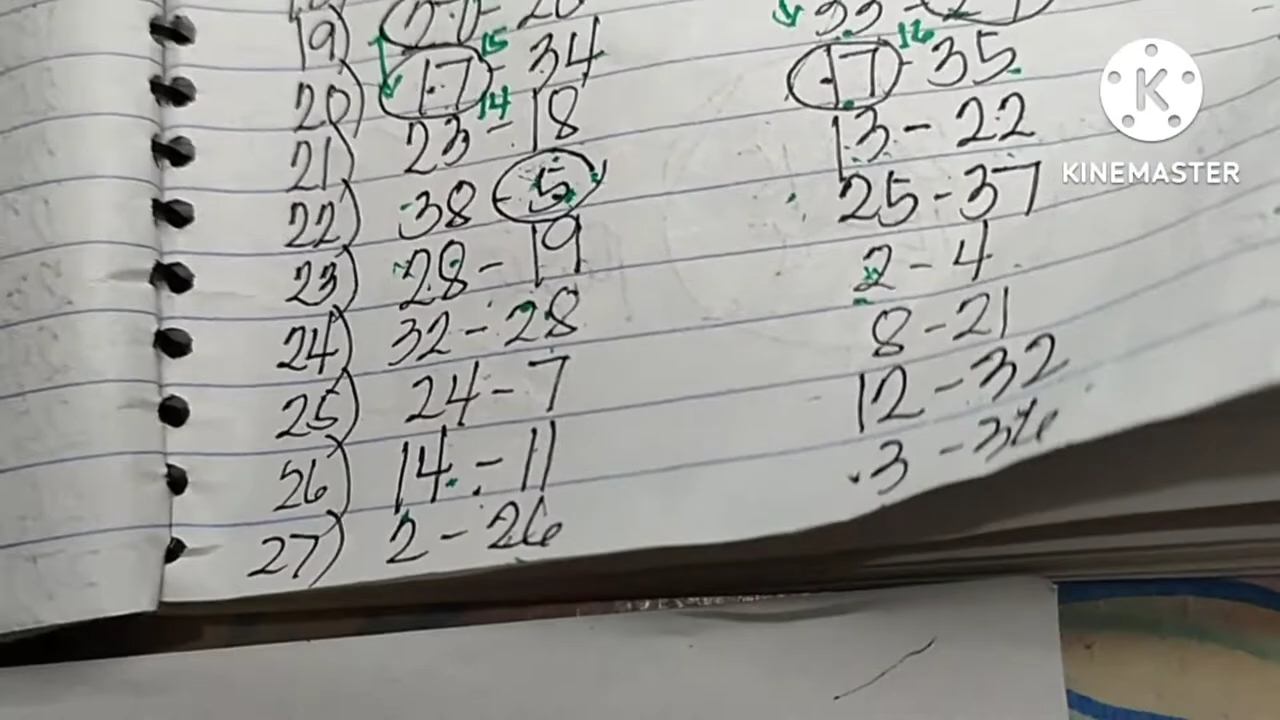 19)
15 16
20) 17 - 34 17 - 35
14
21) 23 - 18 13 - 22
22) 38 - 5 25 - 37
23) 28 - 19 2 - 4
24) 32 - 28 8 - 21
25) 24 - 7 12 - 32
26) 14 - 11 3 -
27) 2 - 26
K
KINEMASTER